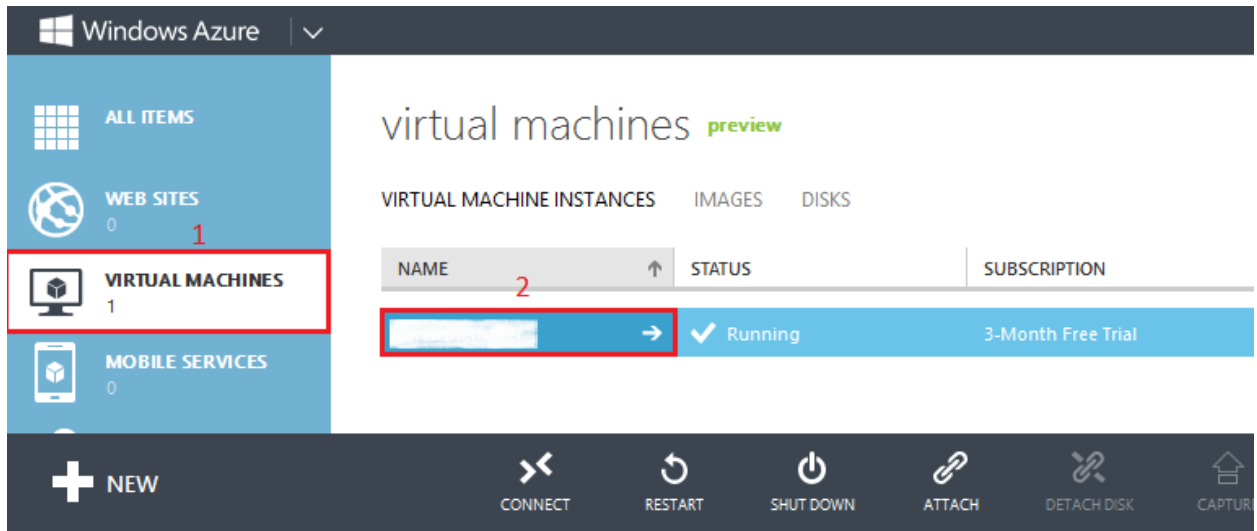 Windows Azure
ALL ITEMS
WEB SITES
0
1
VIRTUAL MACHINES
1
MOBILE SERVICES
0
virtual machines preview
VIRTUAL MACHINE INSTANCES IMAGES DISKS
NAME STATUS SUBSCRIPTION
2
Running 3-Month Free Trial
NEW CONNECT RESTART SHUT DOWN ATTACH DETACH DISK CAPTURE